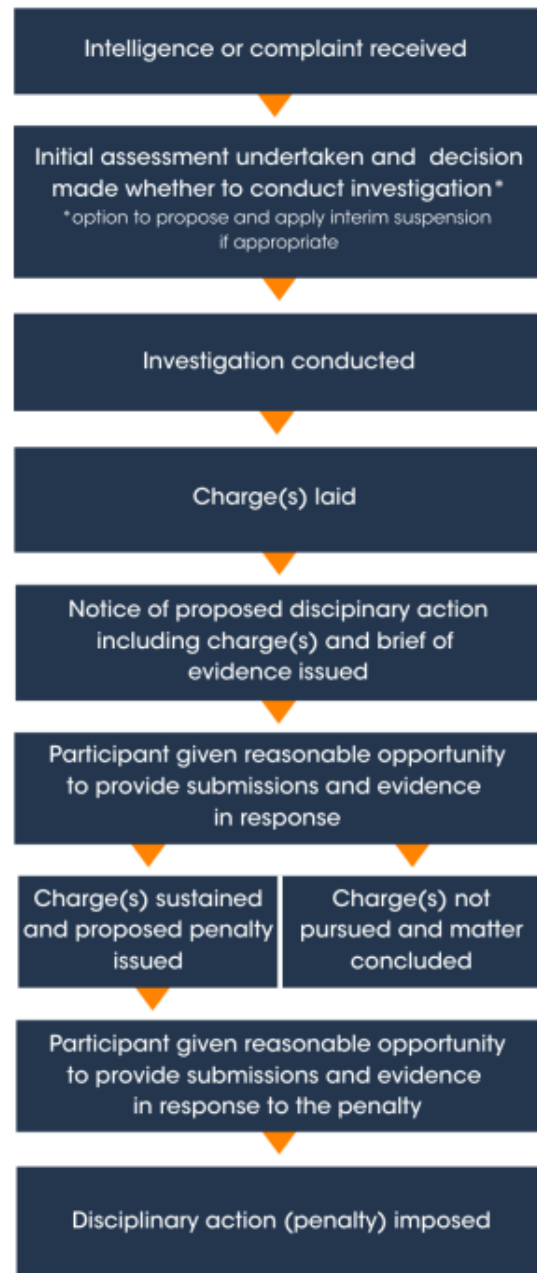 Intelligence or complaint received
Initial assessment undertaken and decision
made whether to conduct investigation*
*option to propose and apply interim suspension
if appropriate
Investigation conducted
Charge(s) laid
Notice of proposed discipinary action
including charge(s) and brief of
evidence issued
Participant given reasonable opportunity
to provide submissions and evidence
in response
Charge(s) sustained
and proposed penalty
issued
Charge(s) not
pursued and matter
concluded
Participant given reasonable opportunity
to provide submissions and evidence
in response to the penalty
Disciplinary action (penalty) imposed